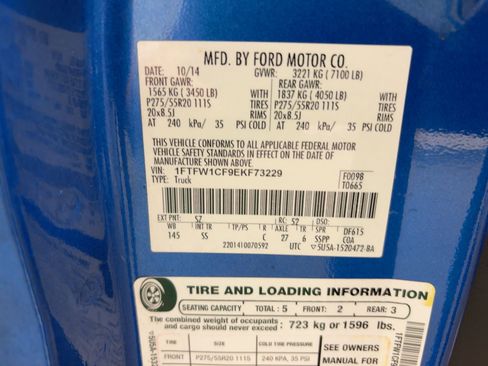 MFD. BY FORD MOTOR CO.
DATE: 10/14 GVWR: 3221 KG (7100 LB)
FRONT GAWR: REAR GAWR:
1565 KG (3450 LB) WITH 1837 KG (4050 LB) WITH
P275/55R20 111S TIRES P275/55R20 111S TIRES
20x8.5J RIMS 20x8.5J RIMS
AT 240 kPa/ 35 PSI COLD AT 240 kPa/ 35 PSI COLD
THIS VEHICLE CONFORMS TO ALL APPLICABLE FEDERAL MOTOR
VEHICLE SAFETY STANDARDS IN EFFECT ON THE DATE OF
MANUFACTURE SHOWN ABOVE.
VIN: 1FTFW1CF9EKF73229 F0098
TYPE: Truck T0665
EXT PNT: SZ RC: 52 DSO:
WB INT TR TP/PS R AXLE TR SPR DF615
145 SS C 27 6 SSPP COA
2201410070592 UTC 5U5A-1520472-BA
TIRE AND LOADING INFORMATION
SEATING CAPACITY TOTAL: 5 FRONT: 2 REAR: 3
The combined weight of occupants
and cargo should never exceed: 723 kg or 1596 lbs.
TIRE SIZE COLD TIRE PRESSURE SEE OWNERS
FRONT P275/55R20 111S 240 KPA, 35 PSI MANUAL FOR